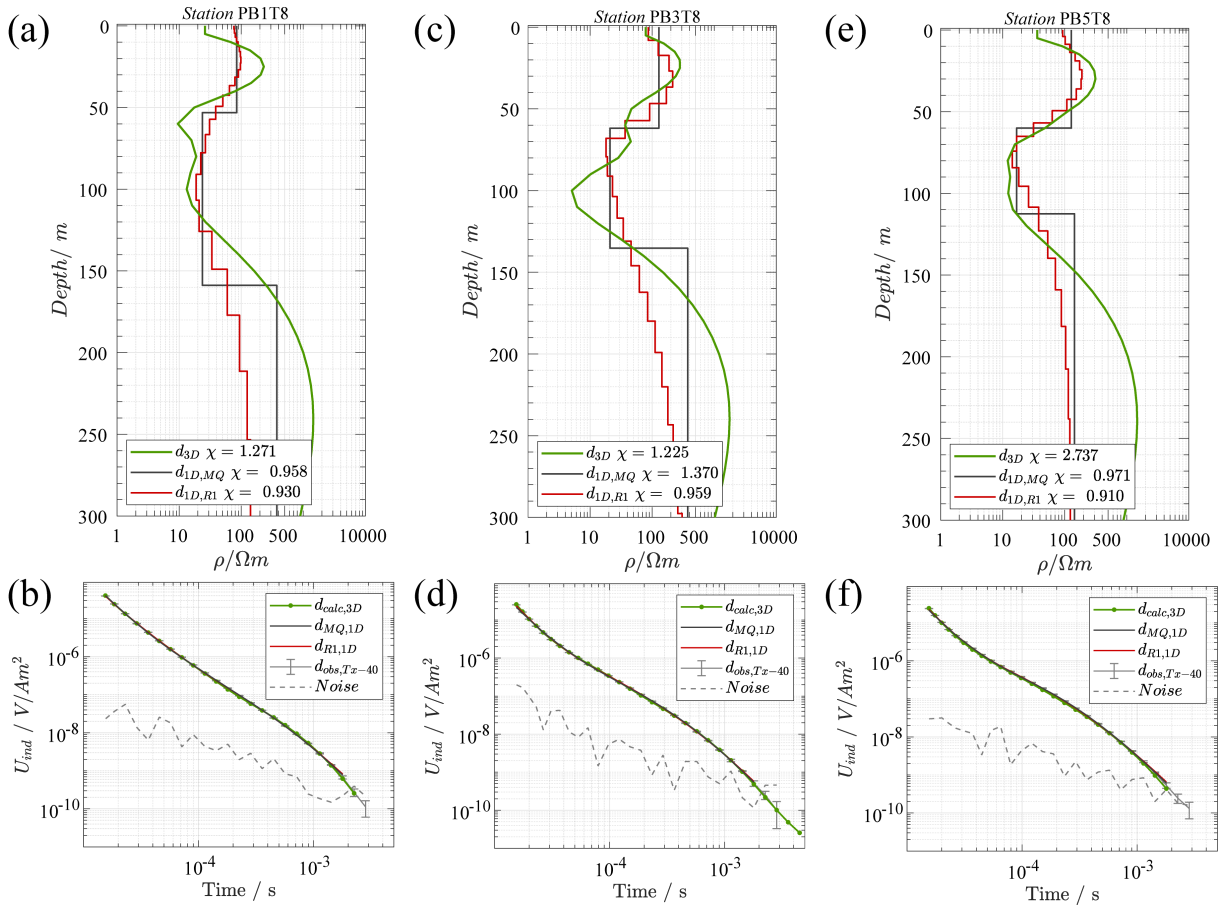 (a)
Station PB1T8
0
50
100
150
200
250
300
Depth/ m
d3D χ = 1.271
d1D,MQ χ = 0.958
d1D,R1 χ = 0.930
1 10 100 500 10000
ρ/Ωm
(c)
Station PB3T8
0
50
100
150
200
250
300
Depth/ m
d3D χ = 1.225
d1D,MQ χ = 1.370
d1D,R1 χ = 0.959
1 10 100 500 10000
ρ/Ωm
(e)
Station PB5T8
0
50
100
150
200
250
300
Depth/ m
d3D χ = 2.737
d1D,MQ χ = 0.971
d1D,R1 χ = 0.910
1 10 100 500 10000
ρ/Ωm
(b)
10-6
10-8
10-10
Uind / V/Am2
dcalc,3D
dMQ,1D
dR1,1D
dobs,Tx−40
Noise
10-4 10-3
Time / s
(d)
10-6
10-8
10-10
Uind / V/Am2
dcalc,3D
dMQ,1D
dR1,1D
dobs,Tx−40
Noise
10-4 10-3
Time / s
(f)
10-6
10-8
10-10
Uind / V/Am2
dcalc,3D
dMQ,1D
dR1,1D
dobs,Tx−40
Noise
10-4 10-3
Time / s